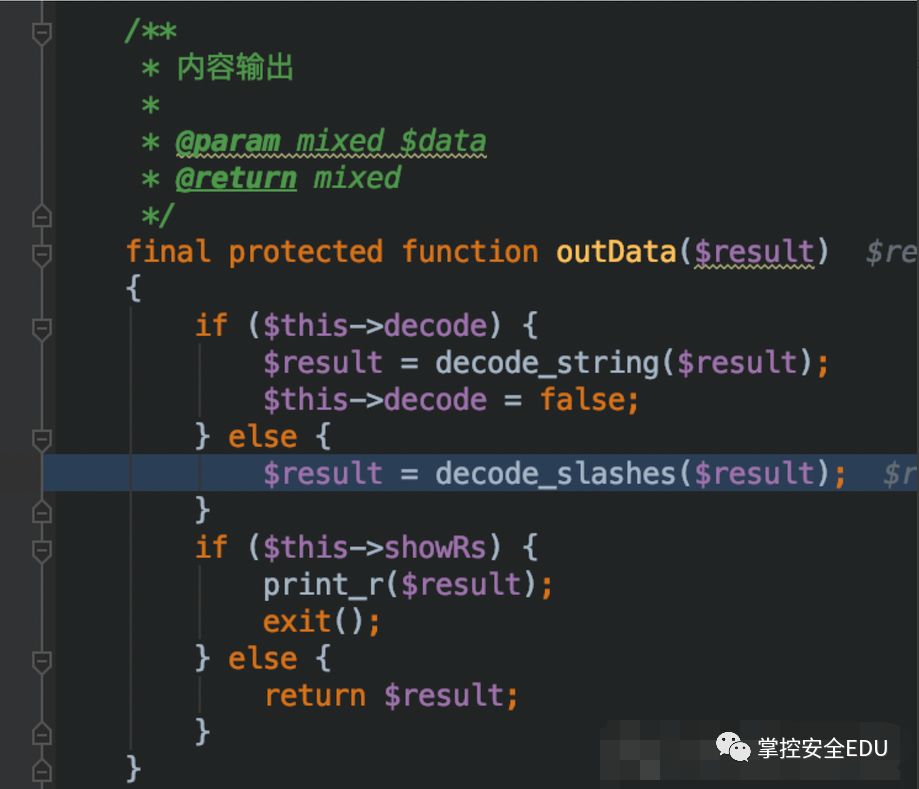 /**
 * 内容输出
 *
 * @param mixed $data
 * @return mixed
 */
final protected function outData($result) $re
{
    if ($this->decode) {
        $result = decode_string($result);
        $this->decode = false;
    } else {
        $result = decode_slashes($result); $r
    }
    if ($this->showRs) {
        print_r($result);
        exit();
    } else {
        return $result;
    }
}
掌控安全EDU